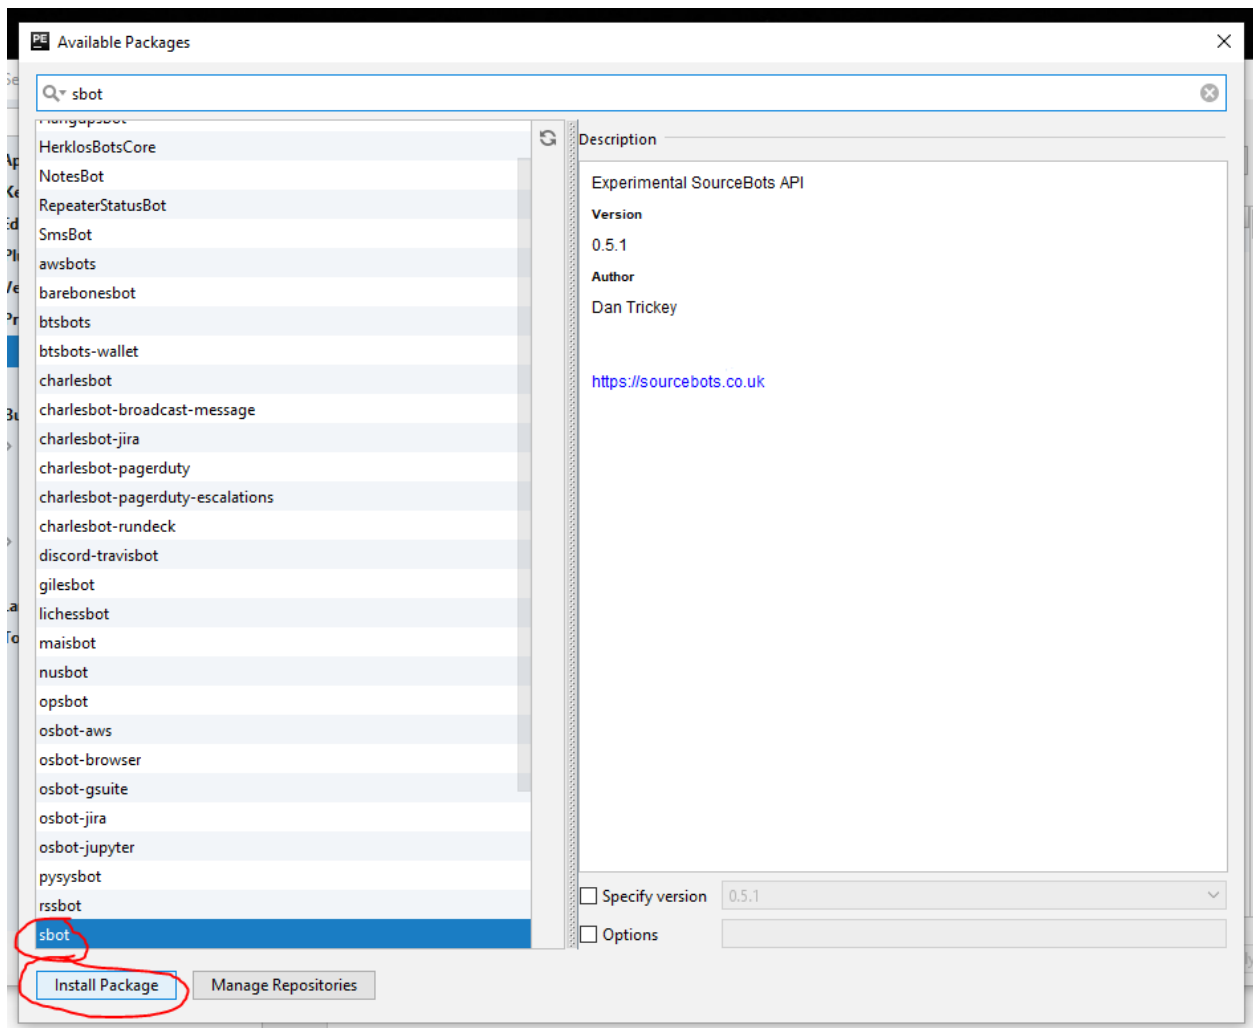 PE Available Packages
sbot
HerklosBotsCore
NotesBot
RepeaterStatusBot
SmsBot
awsbots
barebonesbot
btsbots
btsbots-wallet
charlesbot
charlesbot-broadcast-message
charlesbot-jira
charlesbot-pagerduty
charlesbot-pagerduty-escalations
charlesbot-rundeck
discord-travisbot
gilesbot
lichessbot
maisbot
nusbot
opsbot
osbot-aws
osbot-browser
osbot-gsuite
osbot-jira
osbot-jupyter
pysysbot
rssbot
sbot
Description
Experimental SourceBots API
Version
0.5.1
Author
Dan Trickey
https://sourcebots.co.uk
Specify version 0.5.1
Options
Install Package Manage Repositories